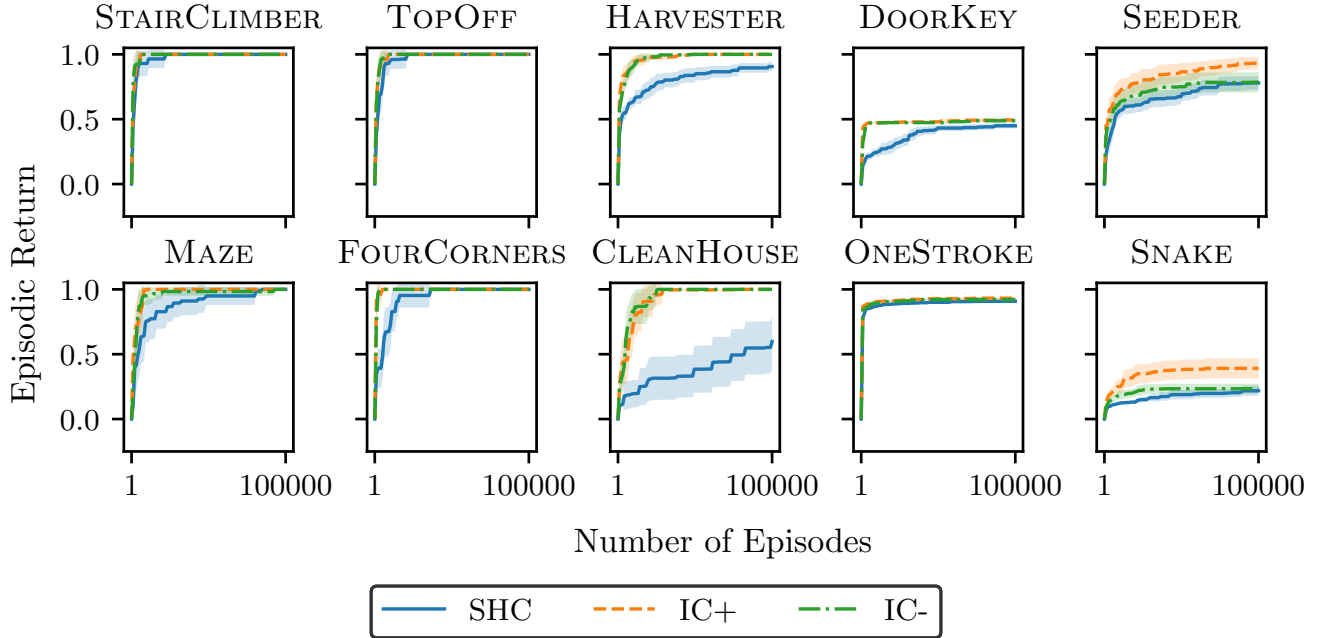 STAIRCLIMBER TOPOFF HARVESTER DOORKEY SEEDER
1.0
0.5
0.0
MAZE FOURCORNERS CLEANHOUSE ONESTROKE SNAKE
1.0
0.5
0.0
1 100000 1 100000 1 100000 1 100000 1 100000
Episodic Return
Number of Episodes
SHC IC+ IC-